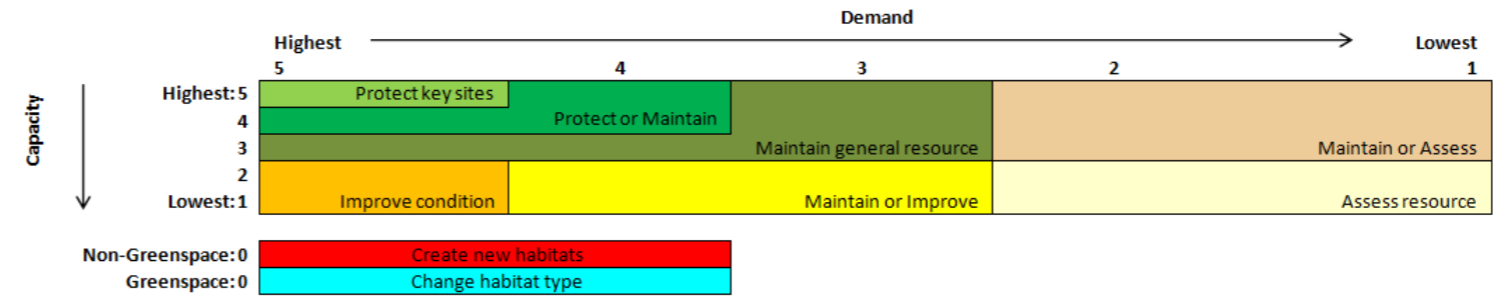 Demand
Highest Lowest
5 4 3 2 1
Capacity
Highest: 5 Protect key sites
4 Protect or Maintain
3 Maintain general resource Maintain or Assess
2
Lowest: 1 Improve condition Maintain or Improve Assess resource
Non-Greenspace: 0 Create new habitats
Greenspace: 0 Change habitat type